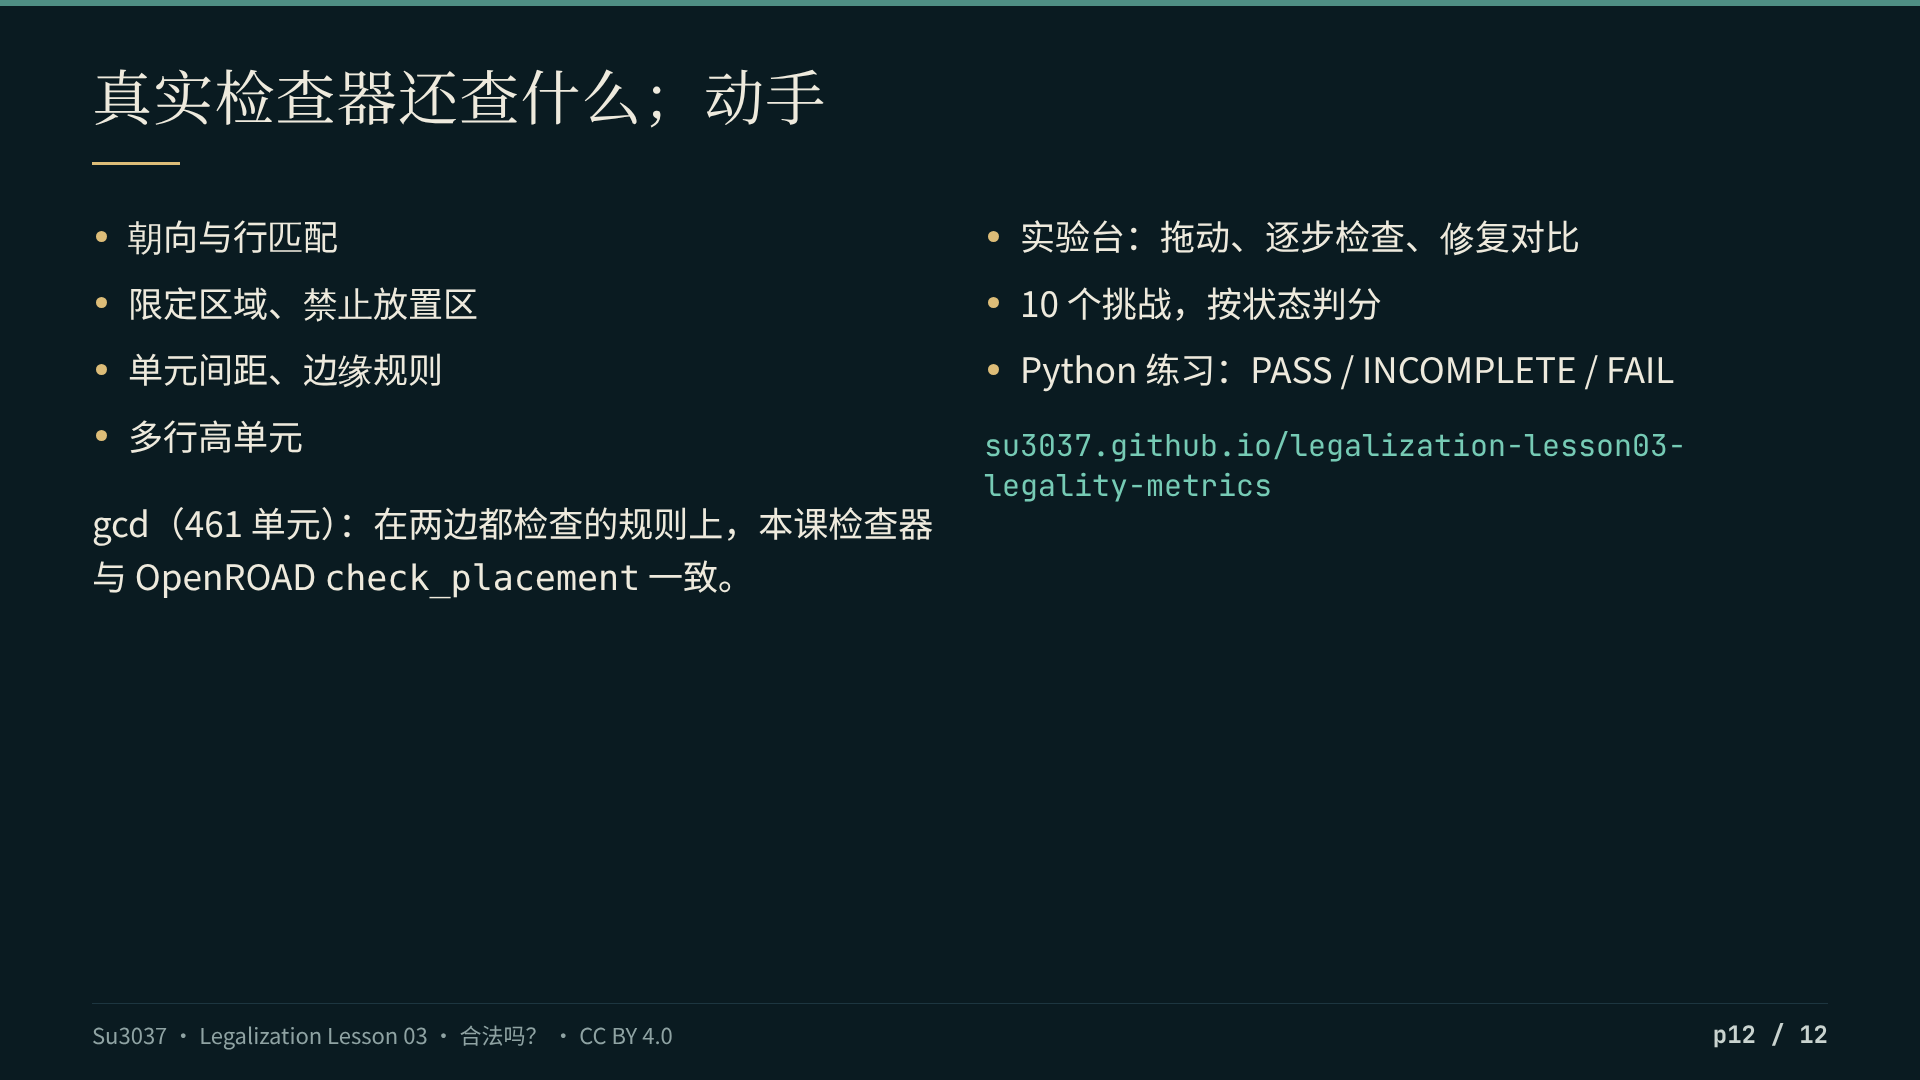 真实检查器还查什么；动手
朝向与行匹配
限定区域、禁止放置区
单元间距、边缘规则
多行高单元
gcd（461 单元）：在两边都检查的规则上，本课检查器
与 OpenROAD check_placement 一致。
实验台：拖动、逐步检查、修复对比
10 个挑战，按状态判分
Python 练习：PASS / INCOMPLETE / FAIL
su3037.github.io/legalization-lesson03-
legality-metrics
Su3037 · Legalization Lesson 03 · 合法吗？ · CC BY 4.0
p12 / 12